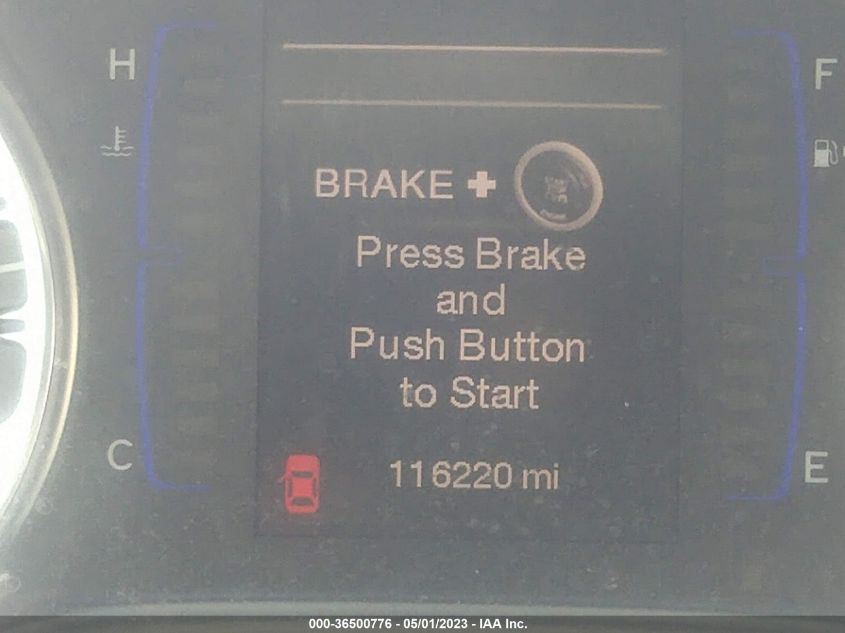 H
F
BRAKE +
Press Brake
and
Push Button
to Start
C
E
116220 mi
000-36500776 - 05/01/2023 - IAA Inc.